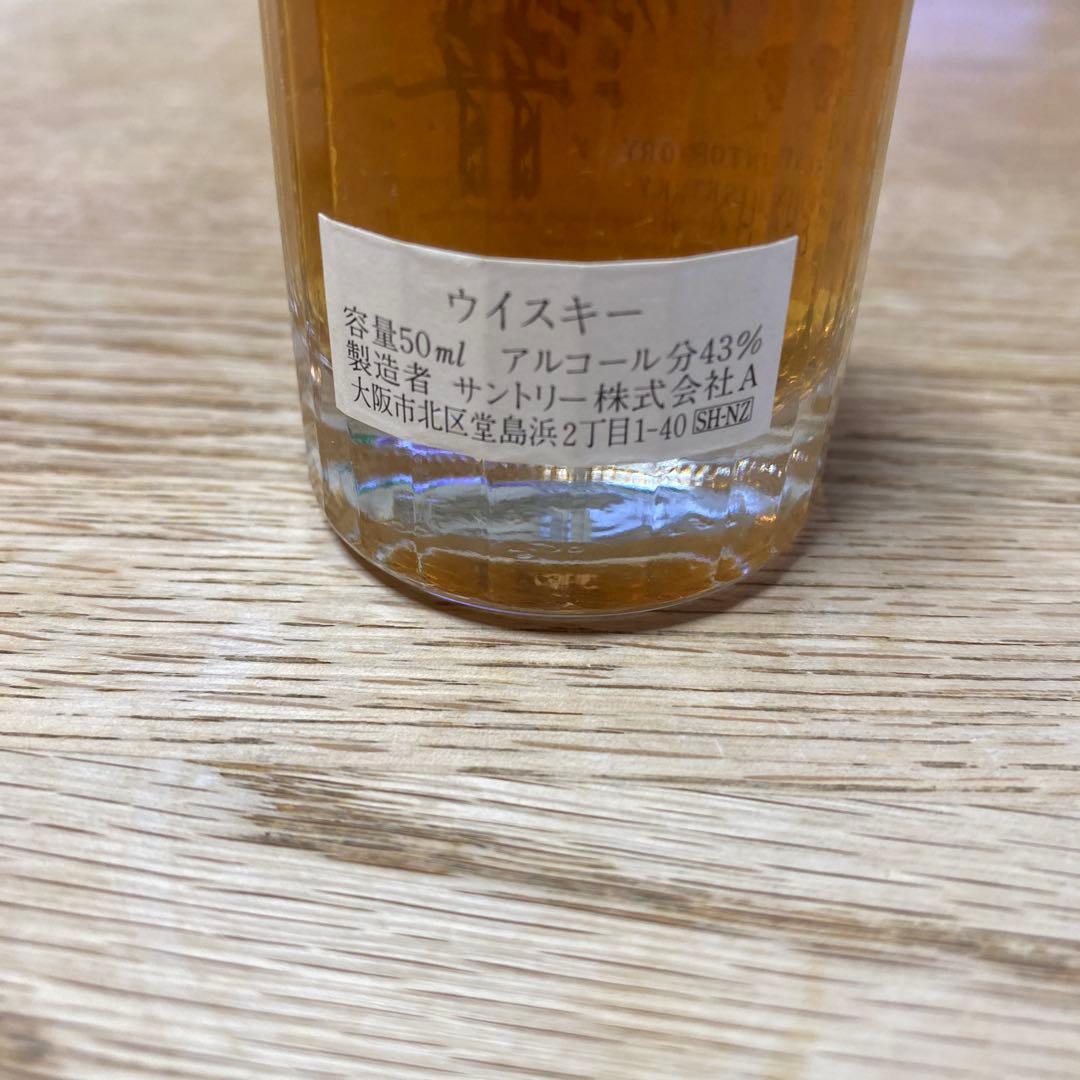 ウイスキー
容量50ml アルコール分43%
製造者 サントリー株式会社A
大阪市北区堂島浜2丁目1-40 SH-NZ